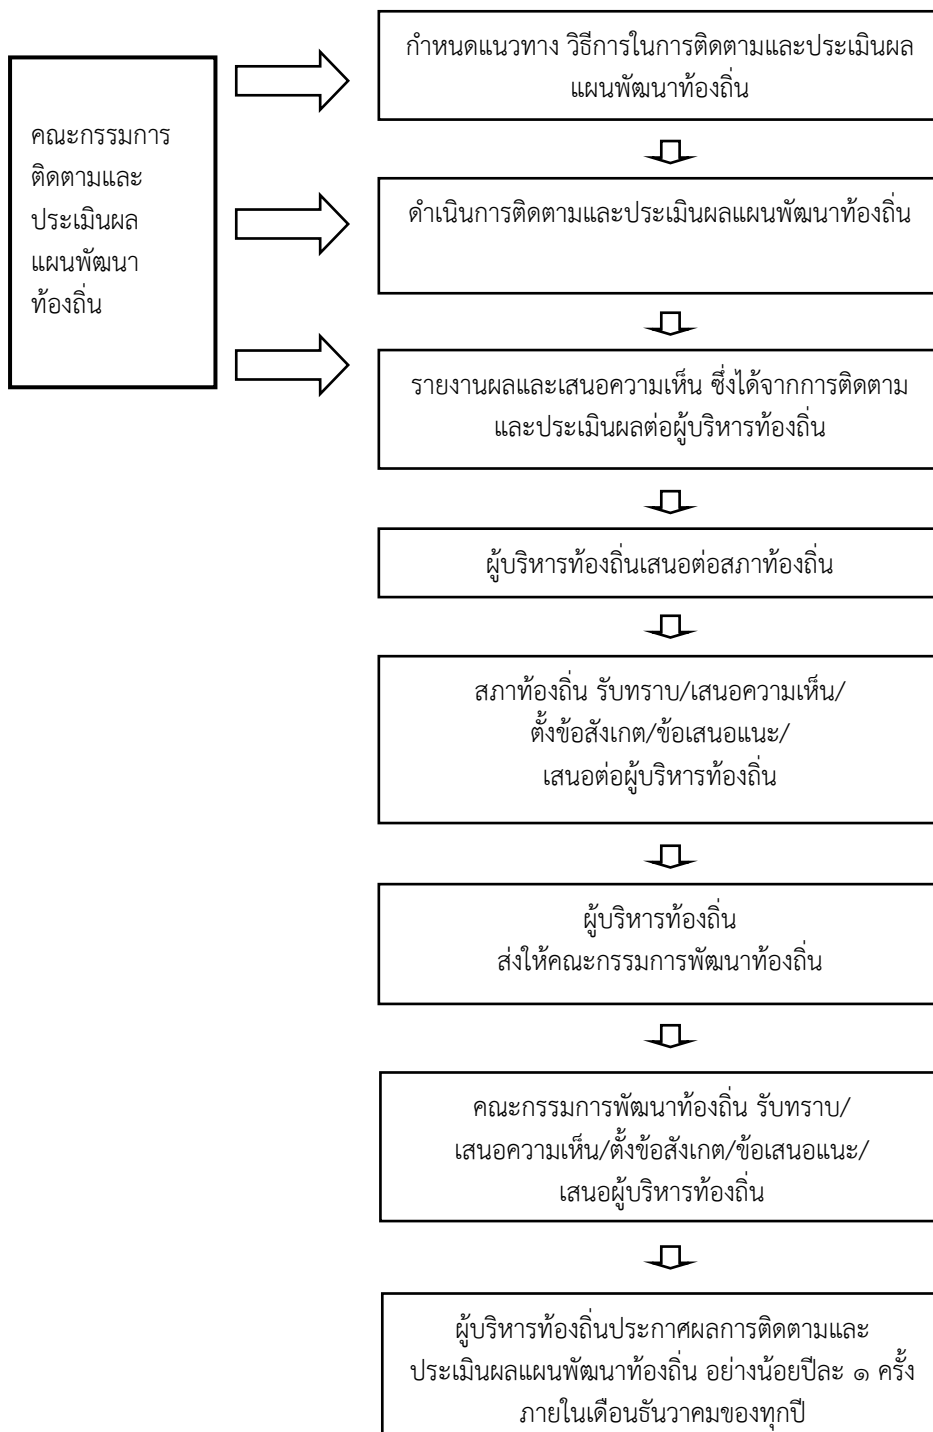 คณะกรรมการ
ติดตามและ
ประเมินผล
แผนพัฒนา
ท้องถิ่น
กำหนดแนวทาง วิธีการในการติดตามและประเมินผล
แผนพัฒนาท้องถิ่น
ดำเนินการติดตามและประเมินผลแผนพัฒนาท้องถิ่น
รายงานผลและเสนอความเห็น ซึ่งได้จากการติดตาม
และประเมินผลต่อผู้บริหารท้องถิ่น
ผู้บริหารท้องถิ่นเสนอต่อสภาท้องถิ่น
สภาท้องถิ่น รับทราบ/เสนอความเห็น/
ตั้งข้อสังเกต/ข้อเสนอแนะ/
เสนอต่อผู้บริหารท้องถิ่น
ผู้บริหารท้องถิ่น
ส่งให้คณะกรรมการพัฒนาท้องถิ่น
คณะกรรมการพัฒนาท้องถิ่น รับทราบ/
เสนอความเห็น/ตั้งข้อสังเกต/ข้อเสนอแนะ/
เสนอผู้บริหารท้องถิ่น
ผู้บริหารท้องถิ่นประกาศผลการติดตามและ
ประเมินผลแผนพัฒนาท้องถิ่น อย่างน้อยปีละ ๑ ครั้ง
ภายในเดือนธันวาคมของทุกปี